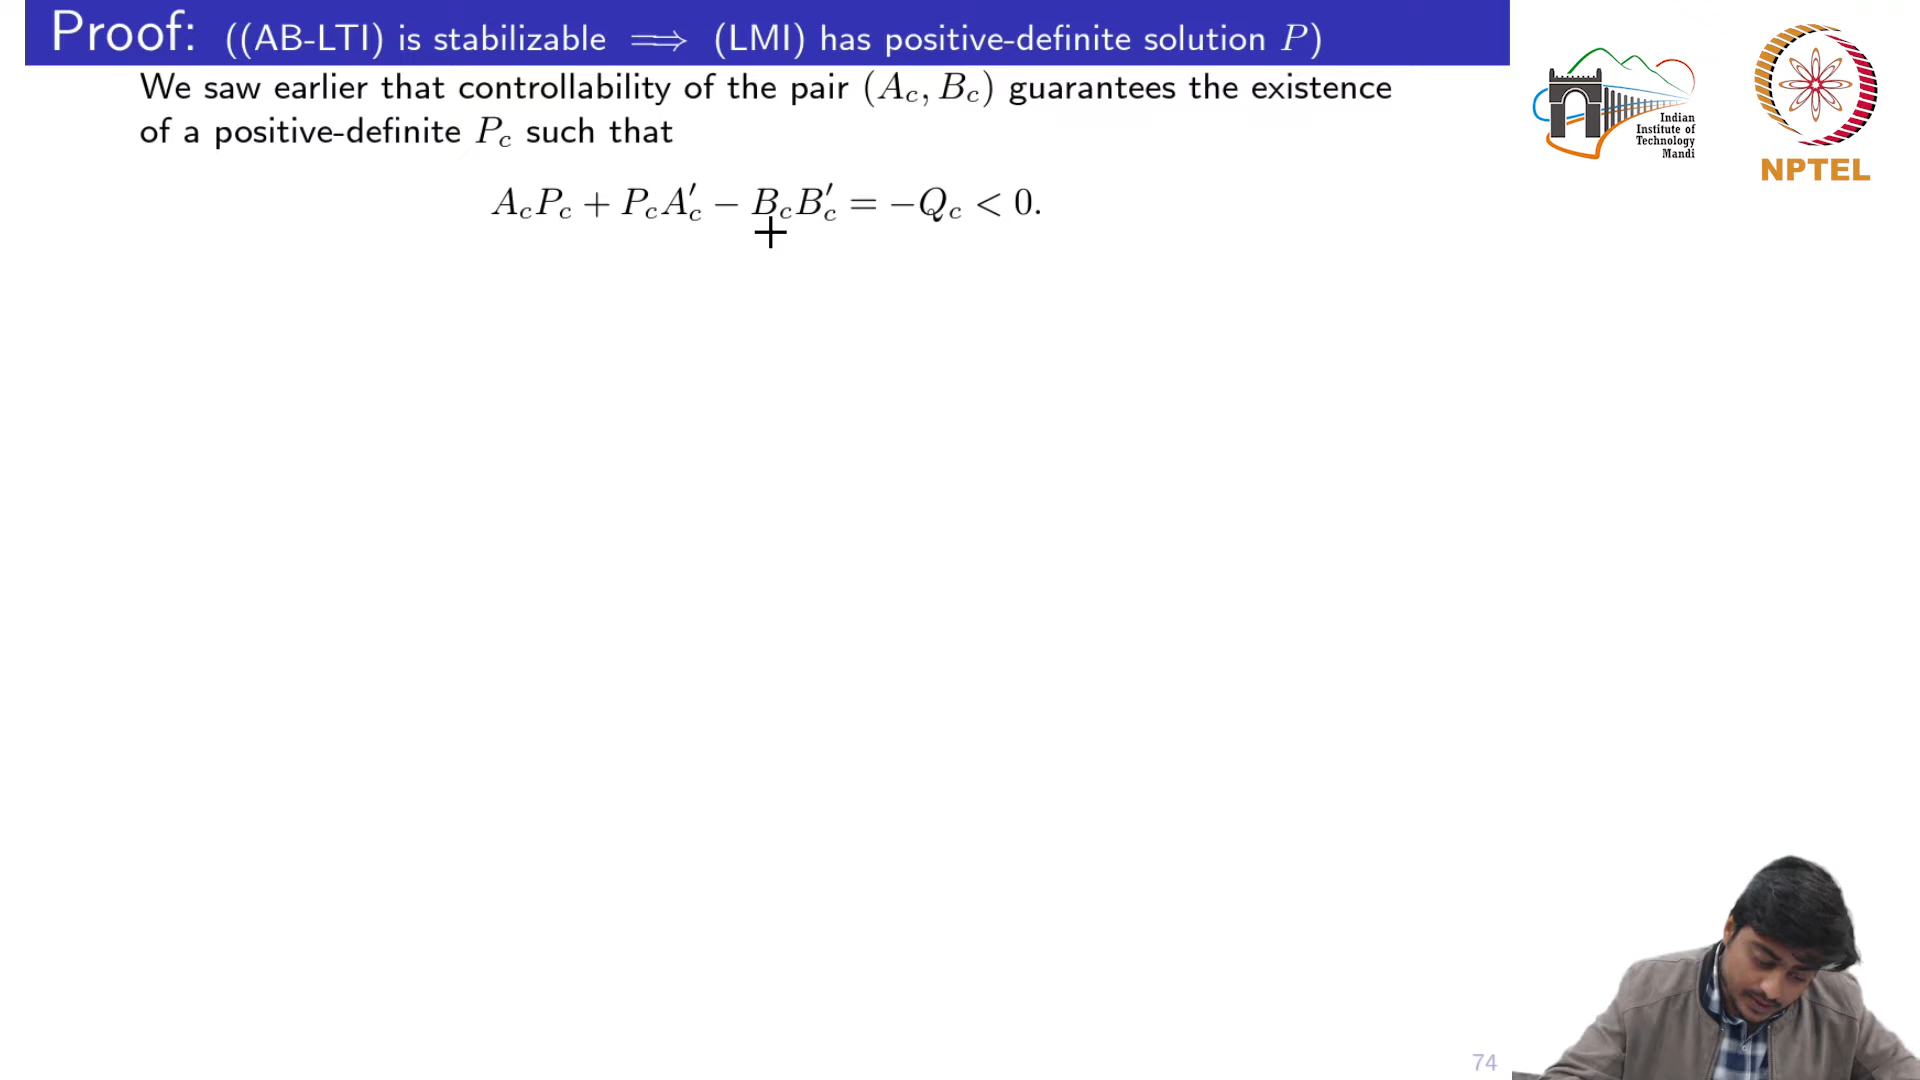 Proof: ((AB-LTI) is stabilizable ⟹ (LMI) has positive-definite solution P)
We saw earlier that controllability of the pair (A_c, B_c) guarantees the existence
of a positive-definite P_c such that
A_cP_c + P_cA′_c − B_cB′_c = −Q_c < 0.
Indian
Institute of
Technology
Mandi
NPTEL
74